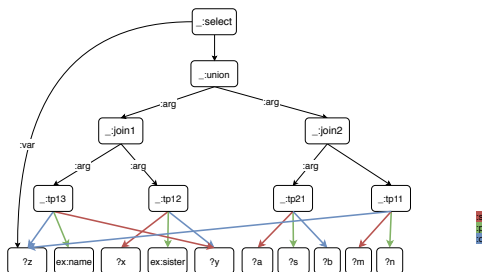 _:select
_:union
:arg
:arg
_:join1
_:join2
:var
:arg
:arg
:arg
_:tp13
_:tp12
_:tp21
_:tp11
?z
ex:name
?x
ex:sister
?y
?a
?s
?b
?m
?n